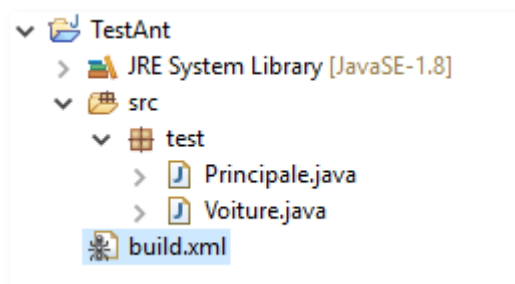 TestAnt
JRE System Library [JavaSE-1.8]
src
test
Principale.java
Voiture.java
build.xml